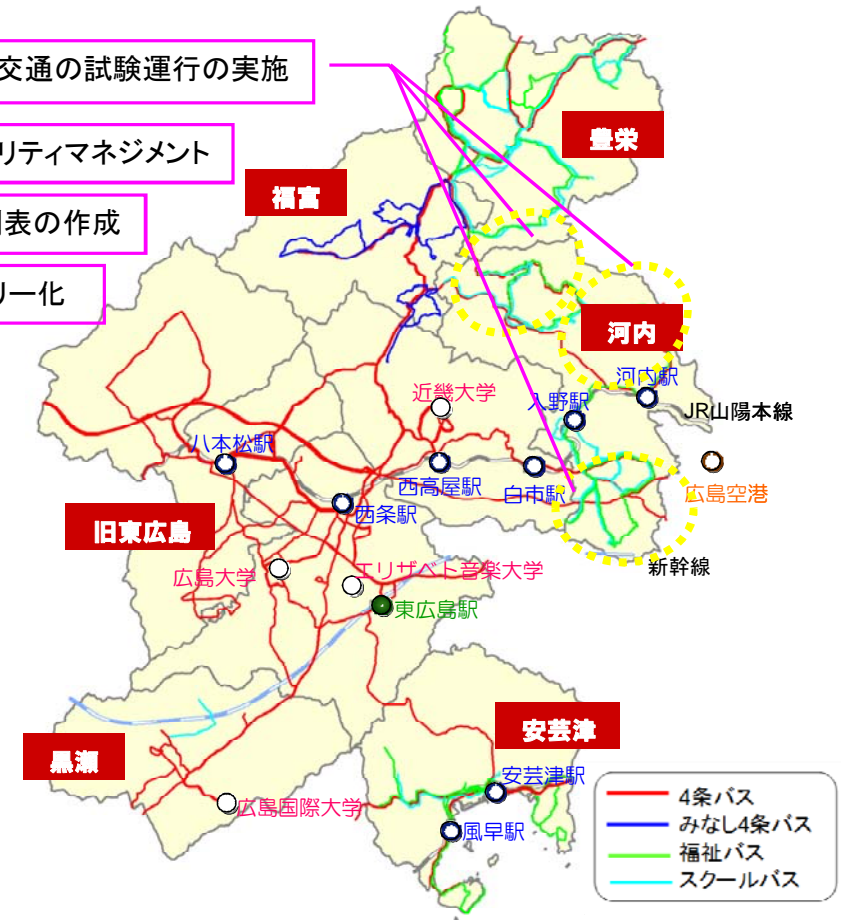 交通の試験運行の実施
リティマネジメント
刻表の作成
リー化
豊栄
福富
河内
近畿大学
入野駅
河内駅
JR山陽本線
八本松駅
西高屋駅
白市駅
広島空港
西条駅
旧東広島
新幹線
広島大学
エリザベト音楽大学
東広島駅
安芸津
黒瀬
安芸津駅
広島国際大学
風早駅
4条バス
みなし4条バス
福祉バス
スクールバス